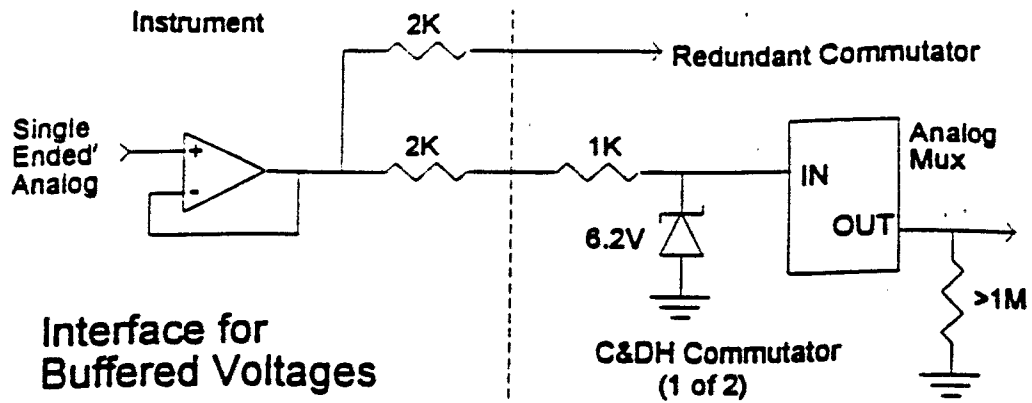 Instrument
2K
Redundant Commutator
Single
Ended'
Analog
+
-
2K
1K
Analog
Mux
IN
OUT
6.2V
>1M
Interface for
Buffered Voltages
C&DH Commutator
(1 of 2)